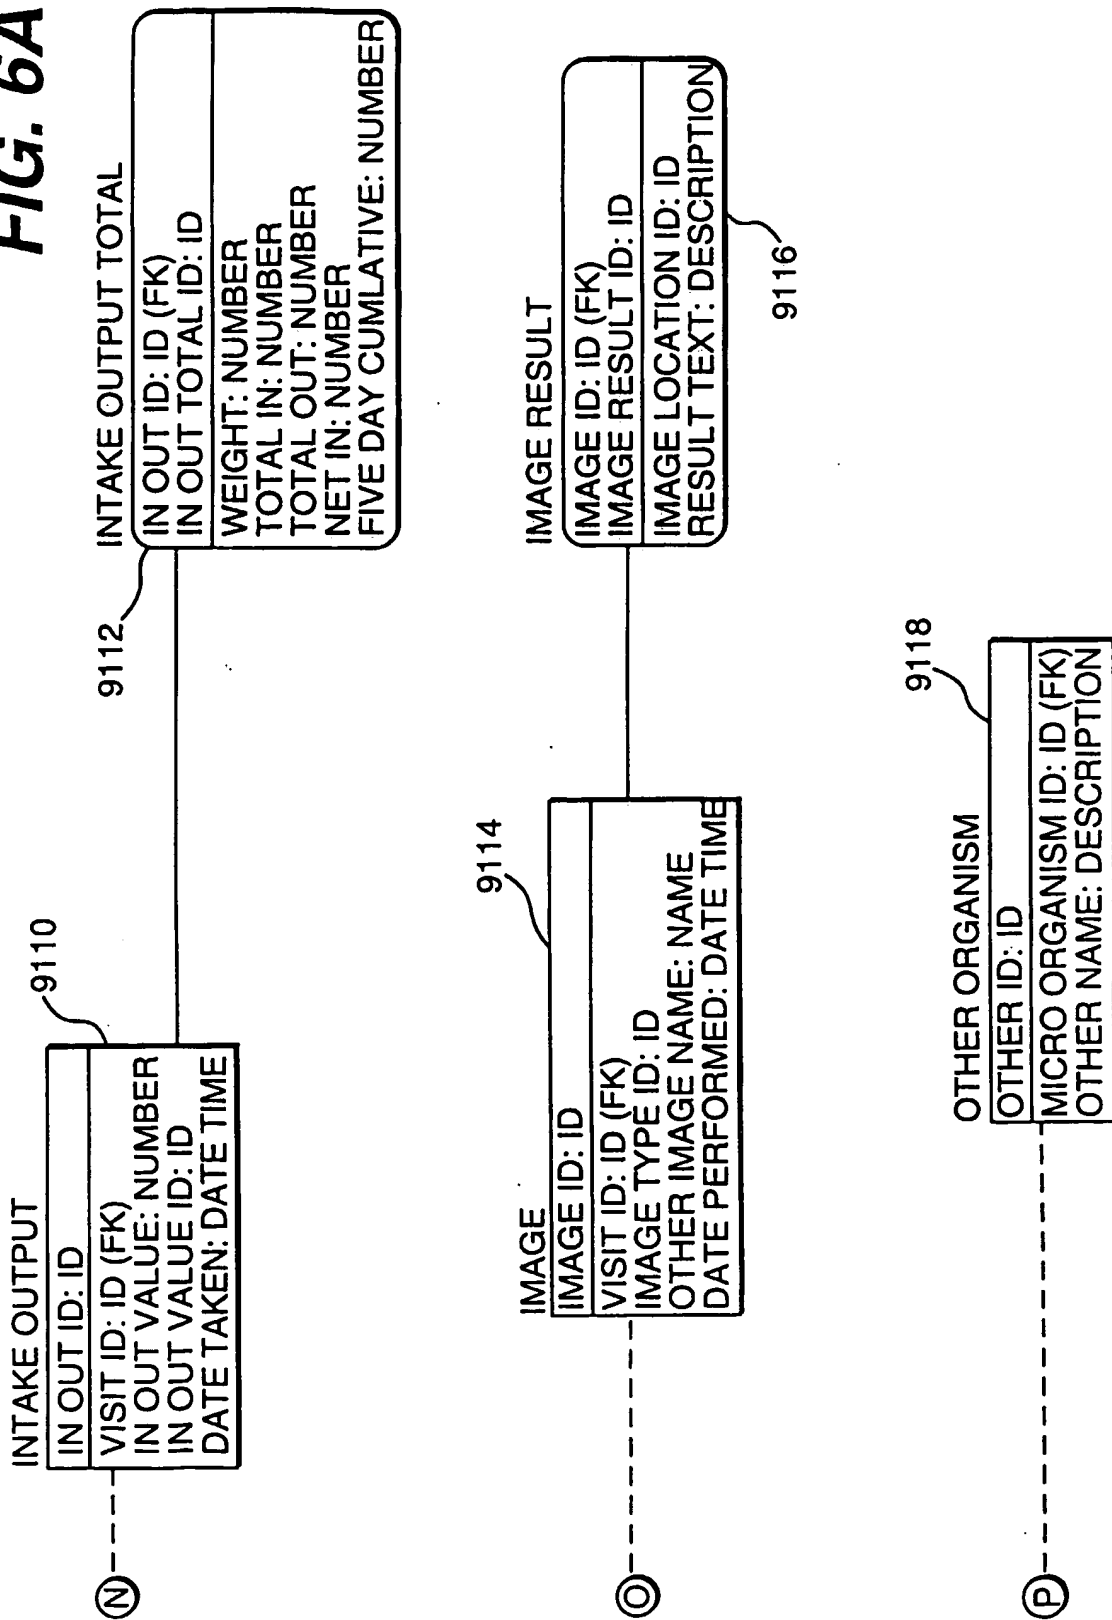 FIG. 6A
INTAKE OUTPUT
IN OUT ID: ID
VISIT ID: ID (FK)
IN OUT VALUE: NUMBER
IN OUT VALUE ID: ID
DATE TAKEN: DATE TIME
9110
N
INTAKE OUTPUT TOTAL
IN OUT ID: ID (FK)
IN OUT TOTAL ID: ID
WEIGHT: NUMBER
TOTAL IN: NUMBER
TOTAL OUT: NUMBER
NET IN: NUMBER
FIVE DAY CUMLATIVE: NUMBER
9112
IMAGE
IMAGE ID: ID
VISIT ID: ID (FK)
IMAGE TYPE ID: ID
OTHER IMAGE NAME: NAME
DATE PERFORMED: DATE TIME
9114
O
IMAGE RESULT
IMAGE ID: ID (FK)
IMAGE RESULT ID: ID
IMAGE LOCATION ID: ID
RESULT TEXT: DESCRIPTION
9116
OTHER ORGANISM
OTHER ID: ID
MICRO ORGANISM ID: ID (FK)
OTHER NAME: DESCRIPTION
9118
P